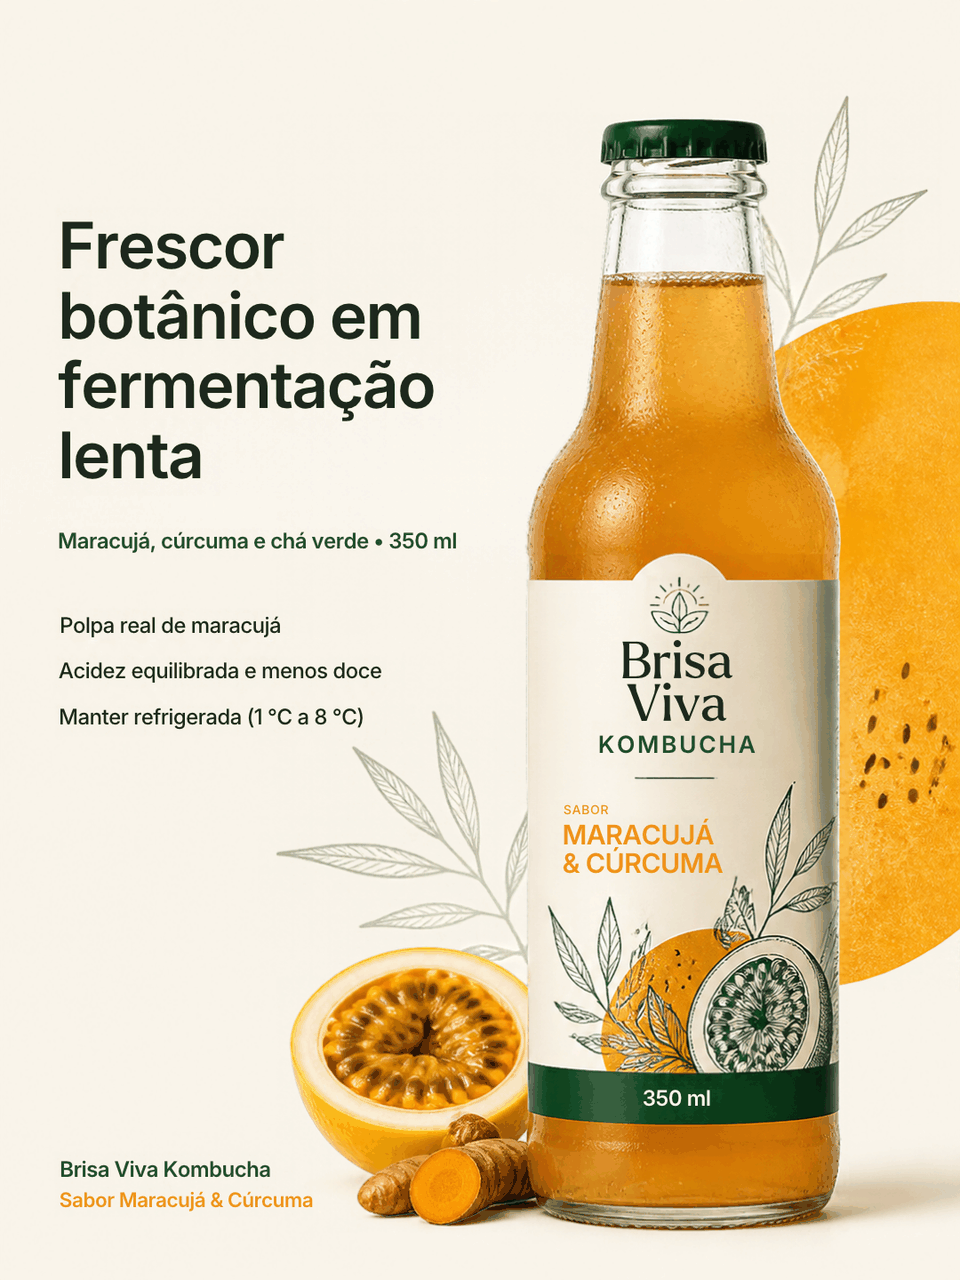 Frescor
botânico em
fermentação
lenta
Maracujá, cúrcuma e chá verde • 350 ml
Polpa real de maracujá
Acidez equilibrada e menos doce
Manter refrigerada (1 °C a 8 °C)
Brisa
Viva
KOMBUCHA
SABOR
MARACUJÁ
& CÚRCUMA
350 ml
Brisa Viva Kombucha
Sabor Maracujá & Cúrcuma